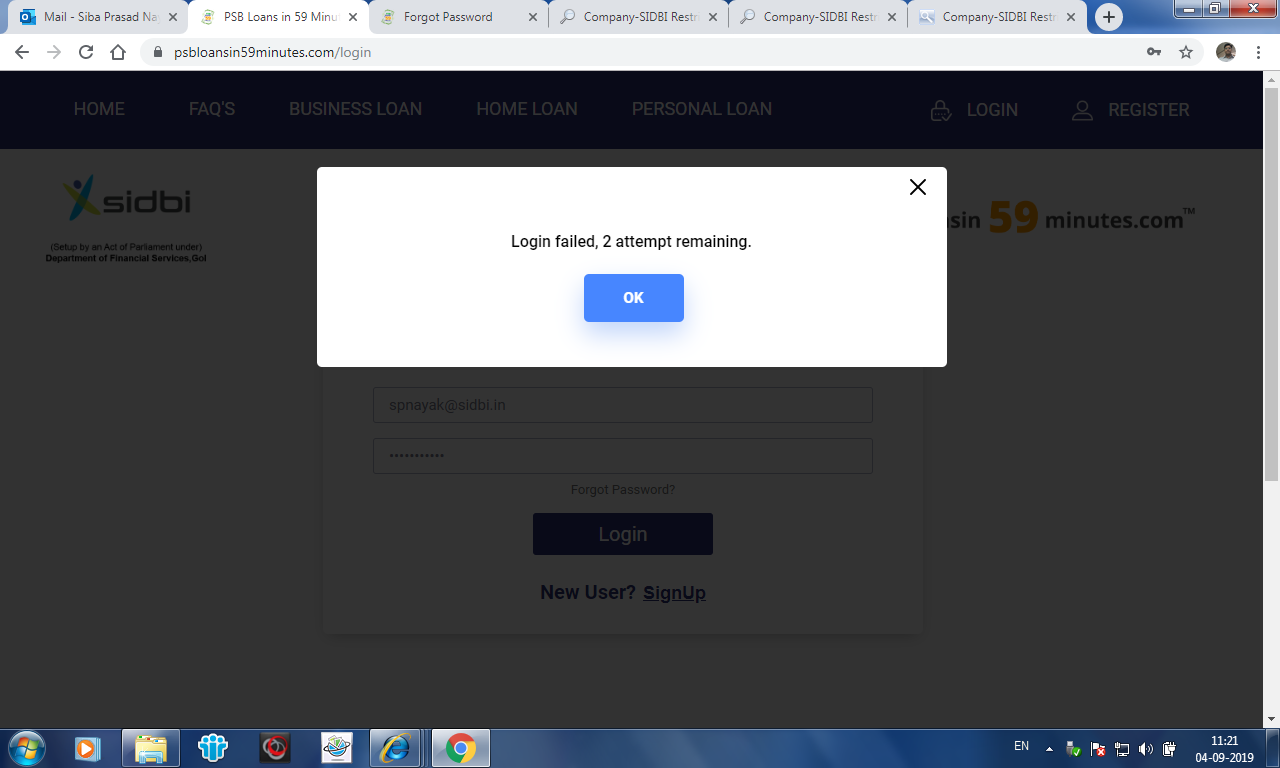 Mail - Siba Prasad Na
PSB Loans in 59 Minu
Forgot Password
Company-SIDBI Restr
Company-SIDBI Restr
Company-SIDBI Restr
psbloansin59minutes.com/login
HOME
FAQ'S
BUSINESS LOAN
HOME LOAN
PERSONAL LOAN
LOGIN
REGISTER
sidbi
(Setup by an Act of Parliament under)
Department of Financial Services,GoI
sin 59 minutes.com™
Login failed, 2 attempt remaining.
OK
spnayak@sidbi.in
•••••••••••
Forgot Password?
Login
New User? SignUp
EN
11:21
04-09-2019